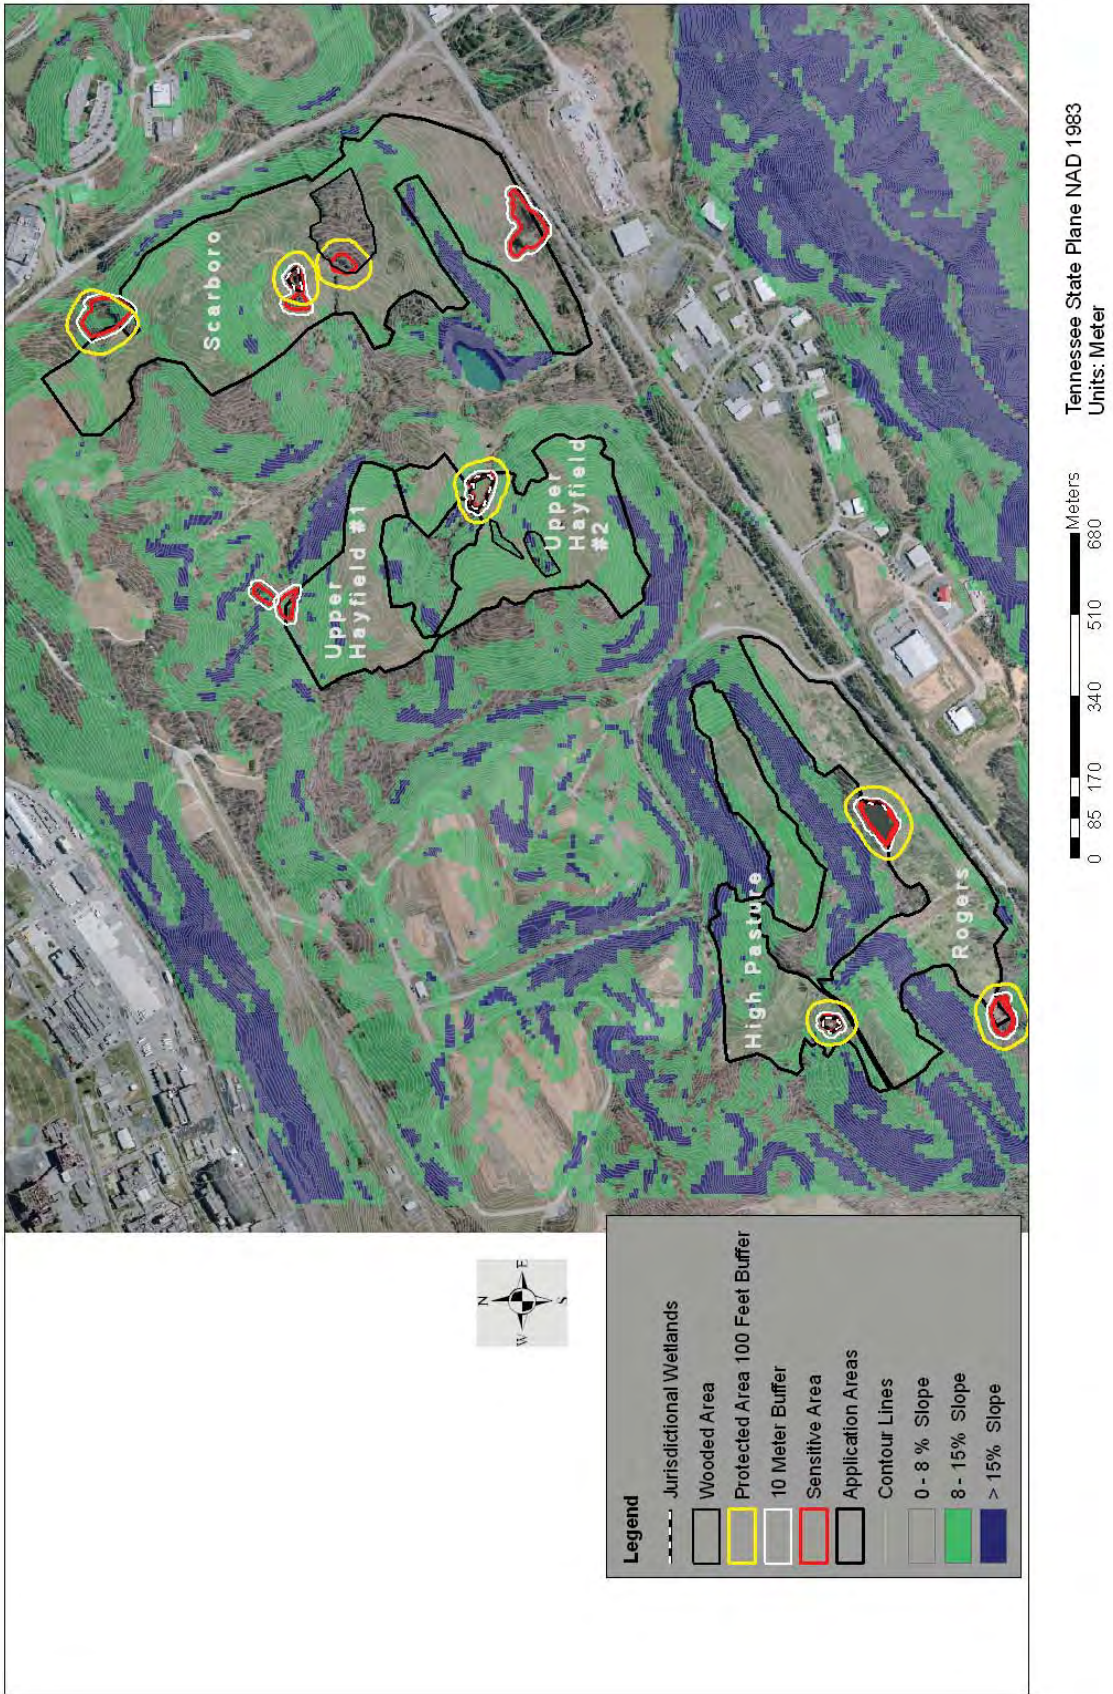 Scarboro
Upper
Hayfield #1
Upper
Hayfield
#2
High Pasture
Rogers
N
W
E
S
Legend
Jurisdictional Wetlands
Wooded Area
Protected Area 100 Feet Buffer
10 Meter Buffer
Sensitive Area
Application Areas
Contour Lines
0 - 8 % Slope
8 - 15% Slope
> 15% Slope
0 85 170 340 510 680
Meters
Tennessee State Plane NAD 1983
Units: Meter